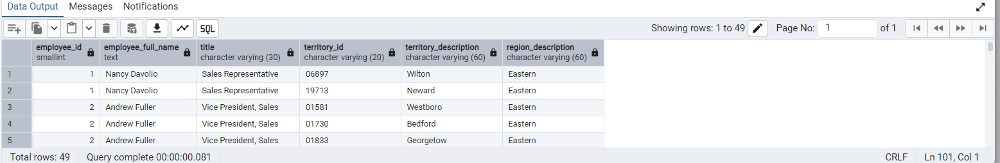 Data Output Messages Notifications
SQL Showing rows: 1 to 49 Page No: 1 of 1
employee_id employee_full_name title territory_id territory_description region_description
smallint text character varying (30) character varying (20) character varying (60) character varying (60)
1 1 Nancy Davolio Sales Representative 06897 Wilton Eastern
2 1 Nancy Davolio Sales Representative 19713 Neward Eastern
3 2 Andrew Fuller Vice President, Sales 01581 Westboro Eastern
4 2 Andrew Fuller Vice President, Sales 01730 Bedford Eastern
5 2 Andrew Fuller Vice President, Sales 01833 Georgetow Eastern
Total rows: 49 Query complete 00:00:00.081 CRLF Ln 101, Col 1